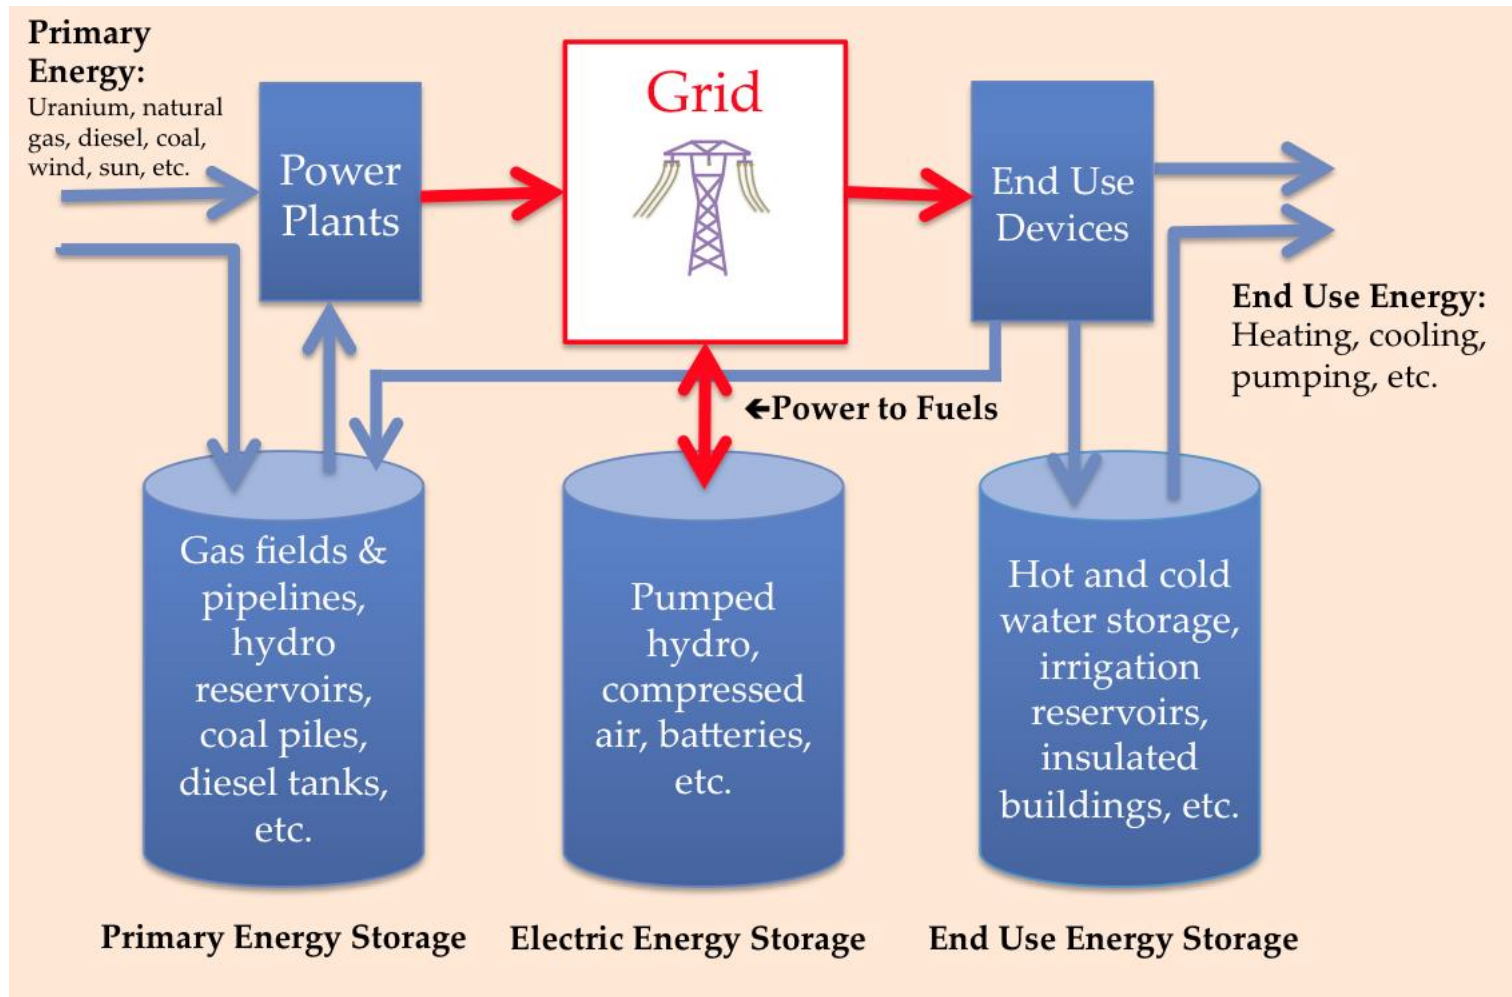 Primary
Energy:
Uranium, natural
gas, diesel, coal,
wind, sun, etc.
Power
Plants
Grid
End Use
Devices
End Use Energy:
Heating, cooling,
pumping, etc.
←Power to Fuels
Gas fields &
pipelines,
hydro
reservoirs,
coal piles,
diesel tanks,
etc.
Pumped
hydro,
compressed
air, batteries,
etc.
Hot and cold
water storage,
irrigation
reservoirs,
insulated
buildings, etc.
Primary Energy Storage
Electric Energy Storage
End Use Energy Storage